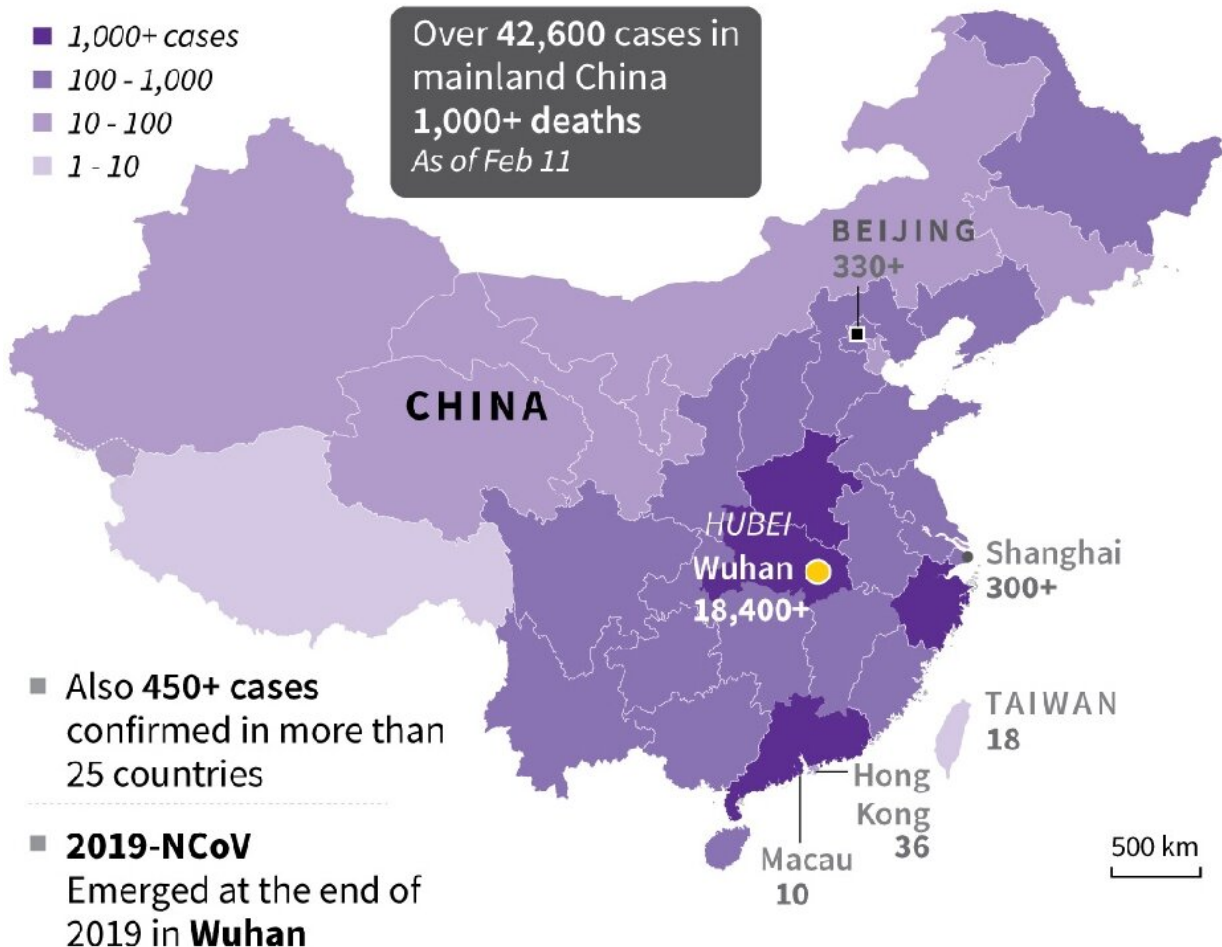 1,000+ cases
100 - 1,000
10 - 100
1 - 10
Over 42,600 cases in
mainland China
1,000+ deaths
As of Feb 11
BEIJING
330+
CHINA
HUBEI
Wuhan
18,400+
Shanghai
300+
TAIWAN
18
Hong
Kong
36
Macau
10
500 km
Also 450+ cases
confirmed in more than
25 countries
2019-NCoV
Emerged at the end of
2019 in Wuhan